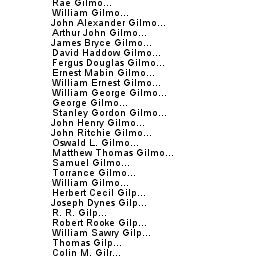 Rae Gilmo...
William Gilmo...
John Alexander Gilmo...
Arthur John Gilmo...
James Bryce Gilmo...
David Haddow Gilmo...
Fergus Douglas Gilmo...
Ernest Mabin Gilmo...
William Ernest Gilmo...
William George Gilmo...
George Gilmo...
Stanley Gordon Gilmo...
John Henry Gilmo...
John Ritchie Gilmo...
Oswald L. Gilmo...
Matthew Thomas Gilmo...
Samuel Gilmo...
Torrance Gilmo...
William Gilmo...
Herbert Cecil Gilp...
Joseph Dynes Gilp...
R. R. Gilp...
Robert Rooke Gilp...
William Sawry Gilp...
Thomas Gilp...
Colin M. Gilr...